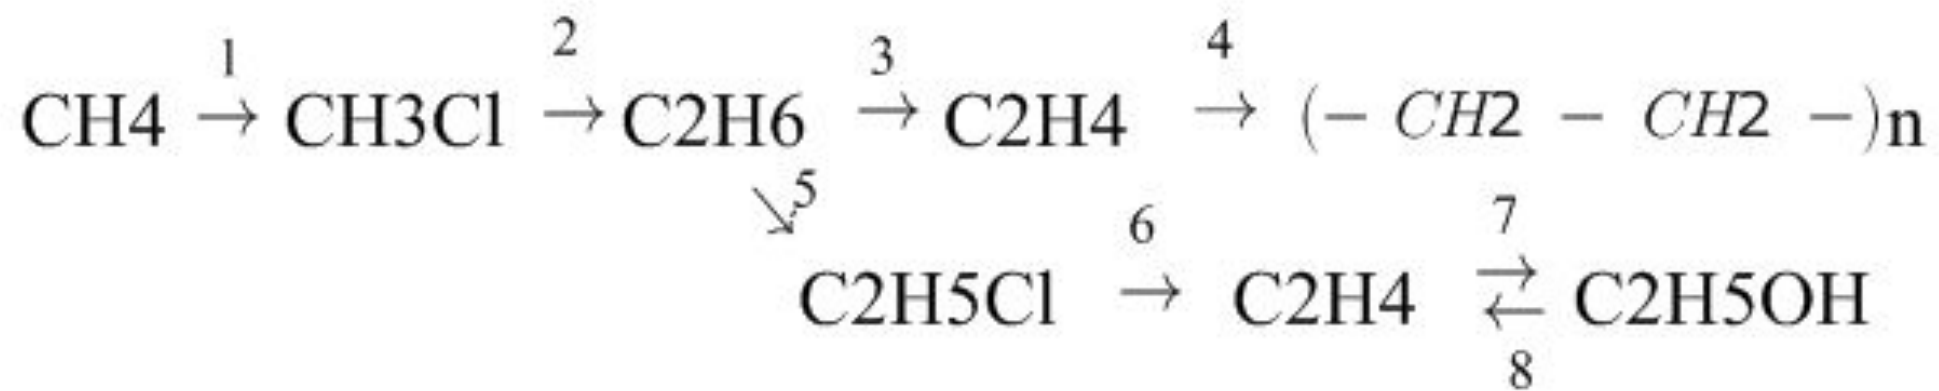 1 2 3 4
CH4 → CH3Cl → C2H6 → C2H4 → (− CH2 − CH2 −)n
↘5 6 7
C2H5Cl → C2H4 ⇄ C2H5OH
8